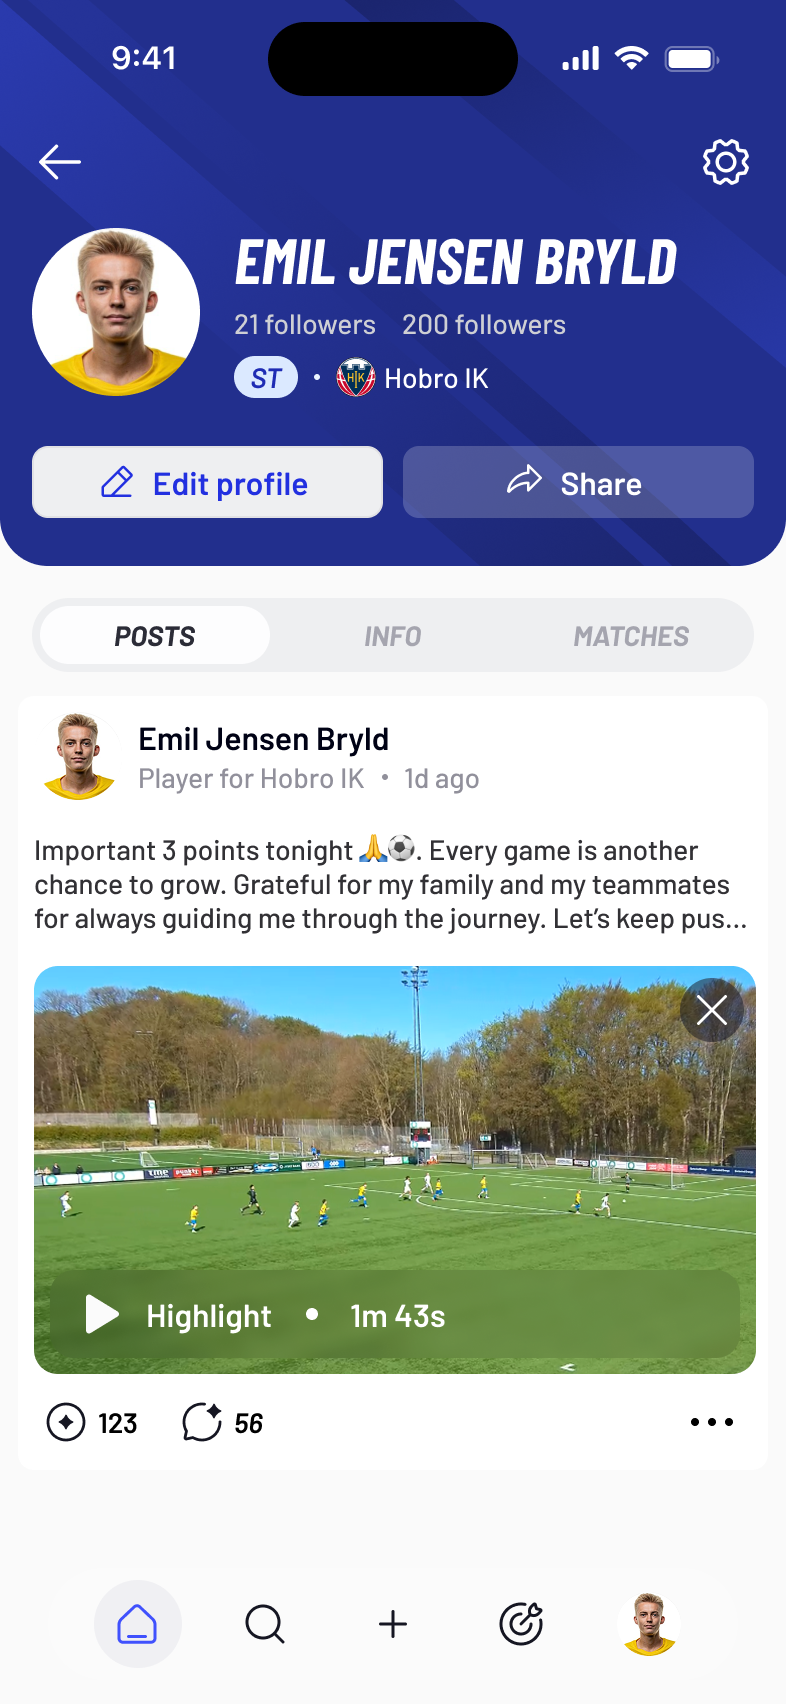 9:41
EMIL JENSEN BRYLD
21 followers 200 followers
ST • HIK Hobro IK
Edit profile
Share
POSTS INFO MATCHES
Emil Jensen Bryld
Player for Hobro IK • 1d ago
Important 3 points tonight 🙏⚽. Every game is another
chance to grow. Grateful for my family and my teammates
for always guiding me through the journey. Let’s keep pus...
Highlight • 1m 43s
123 56